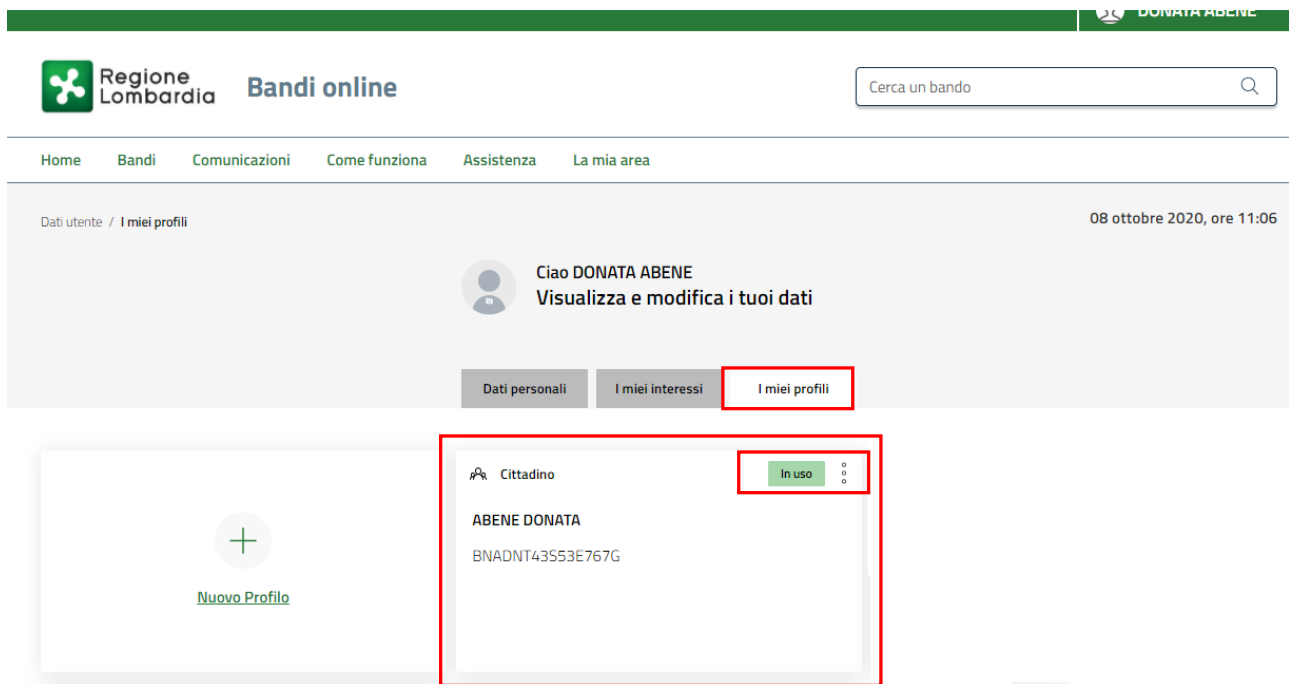 DONATA ABENE
Regione
Lombardia
Bandi online
Cerca un bando
Home Bandi Comunicazioni Come funziona Assistenza La mia area
Dati utente / I miei profili
08 ottobre 2020, ore 11:06
Ciao DONATA ABENE
Visualizza e modifica i tuoi dati
Dati personali I miei interessi I miei profili
Cittadino In uso
ABENE DONATA
BNADNT43S53E767G
Nuovo Profilo